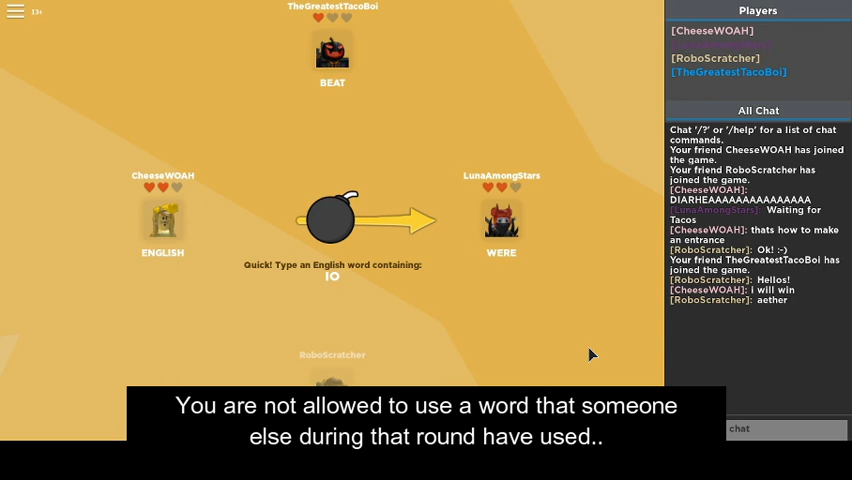 13+
TheGreatestTacoBoi
BEAT
CheeseWOAH
ENGLISH
LunaAmongStars
WERE
Quick! Type an English word containing:
IO
RoboScratcher
You are not allowed to use a word that someone
else during that round have used..
Players
[CheeseWOAH]
[LunaAmongStars]
[RoboScratcher]
[TheGreatestTacoBoi]
All Chat
Chat '/?' or '/help' for a list of chat
commands.
Your friend CheeseWOAH has joined
the game.
Your friend RoboScratcher has
joined the game.
[CheeseWOAH]:
DIARHEAAAAAAAAAAAAAAA
[LunaAmongStars]: Waiting for
Tacos
[CheeseWOAH]: thats how to make
an entrance
[RoboScratcher]: Ok! :-)
Your friend TheGreatestTacoBoi has
joined the game.
[RoboScratcher]: Hellos!
[CheeseWOAH]: i will win
[RoboScratcher]: aether
chat